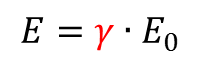 E = γ · E₀